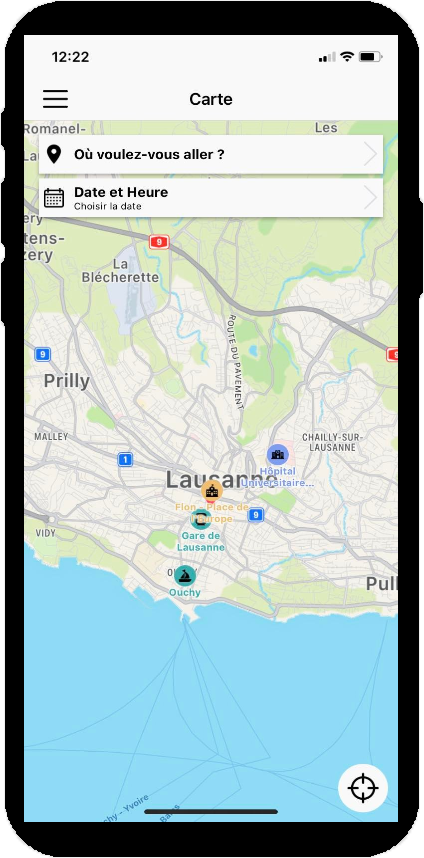 12:22
Carte
Romanel-
Les
Où voulez-vous aller ?
Date et Heure
Choisir la date
tens-
zery
9
La
Blécherette
ROUTE DU PAVEMENT
9
9
Prilly
MALLEY
1
CHAILLY-SUR-
LAUSANNE
Hôpital
Universitaire...
Lausanne
Flon - Place de
l'Europe
9
VIDY
Gare de
Lausanne
Ouchy
Pull
chy - Yvoire